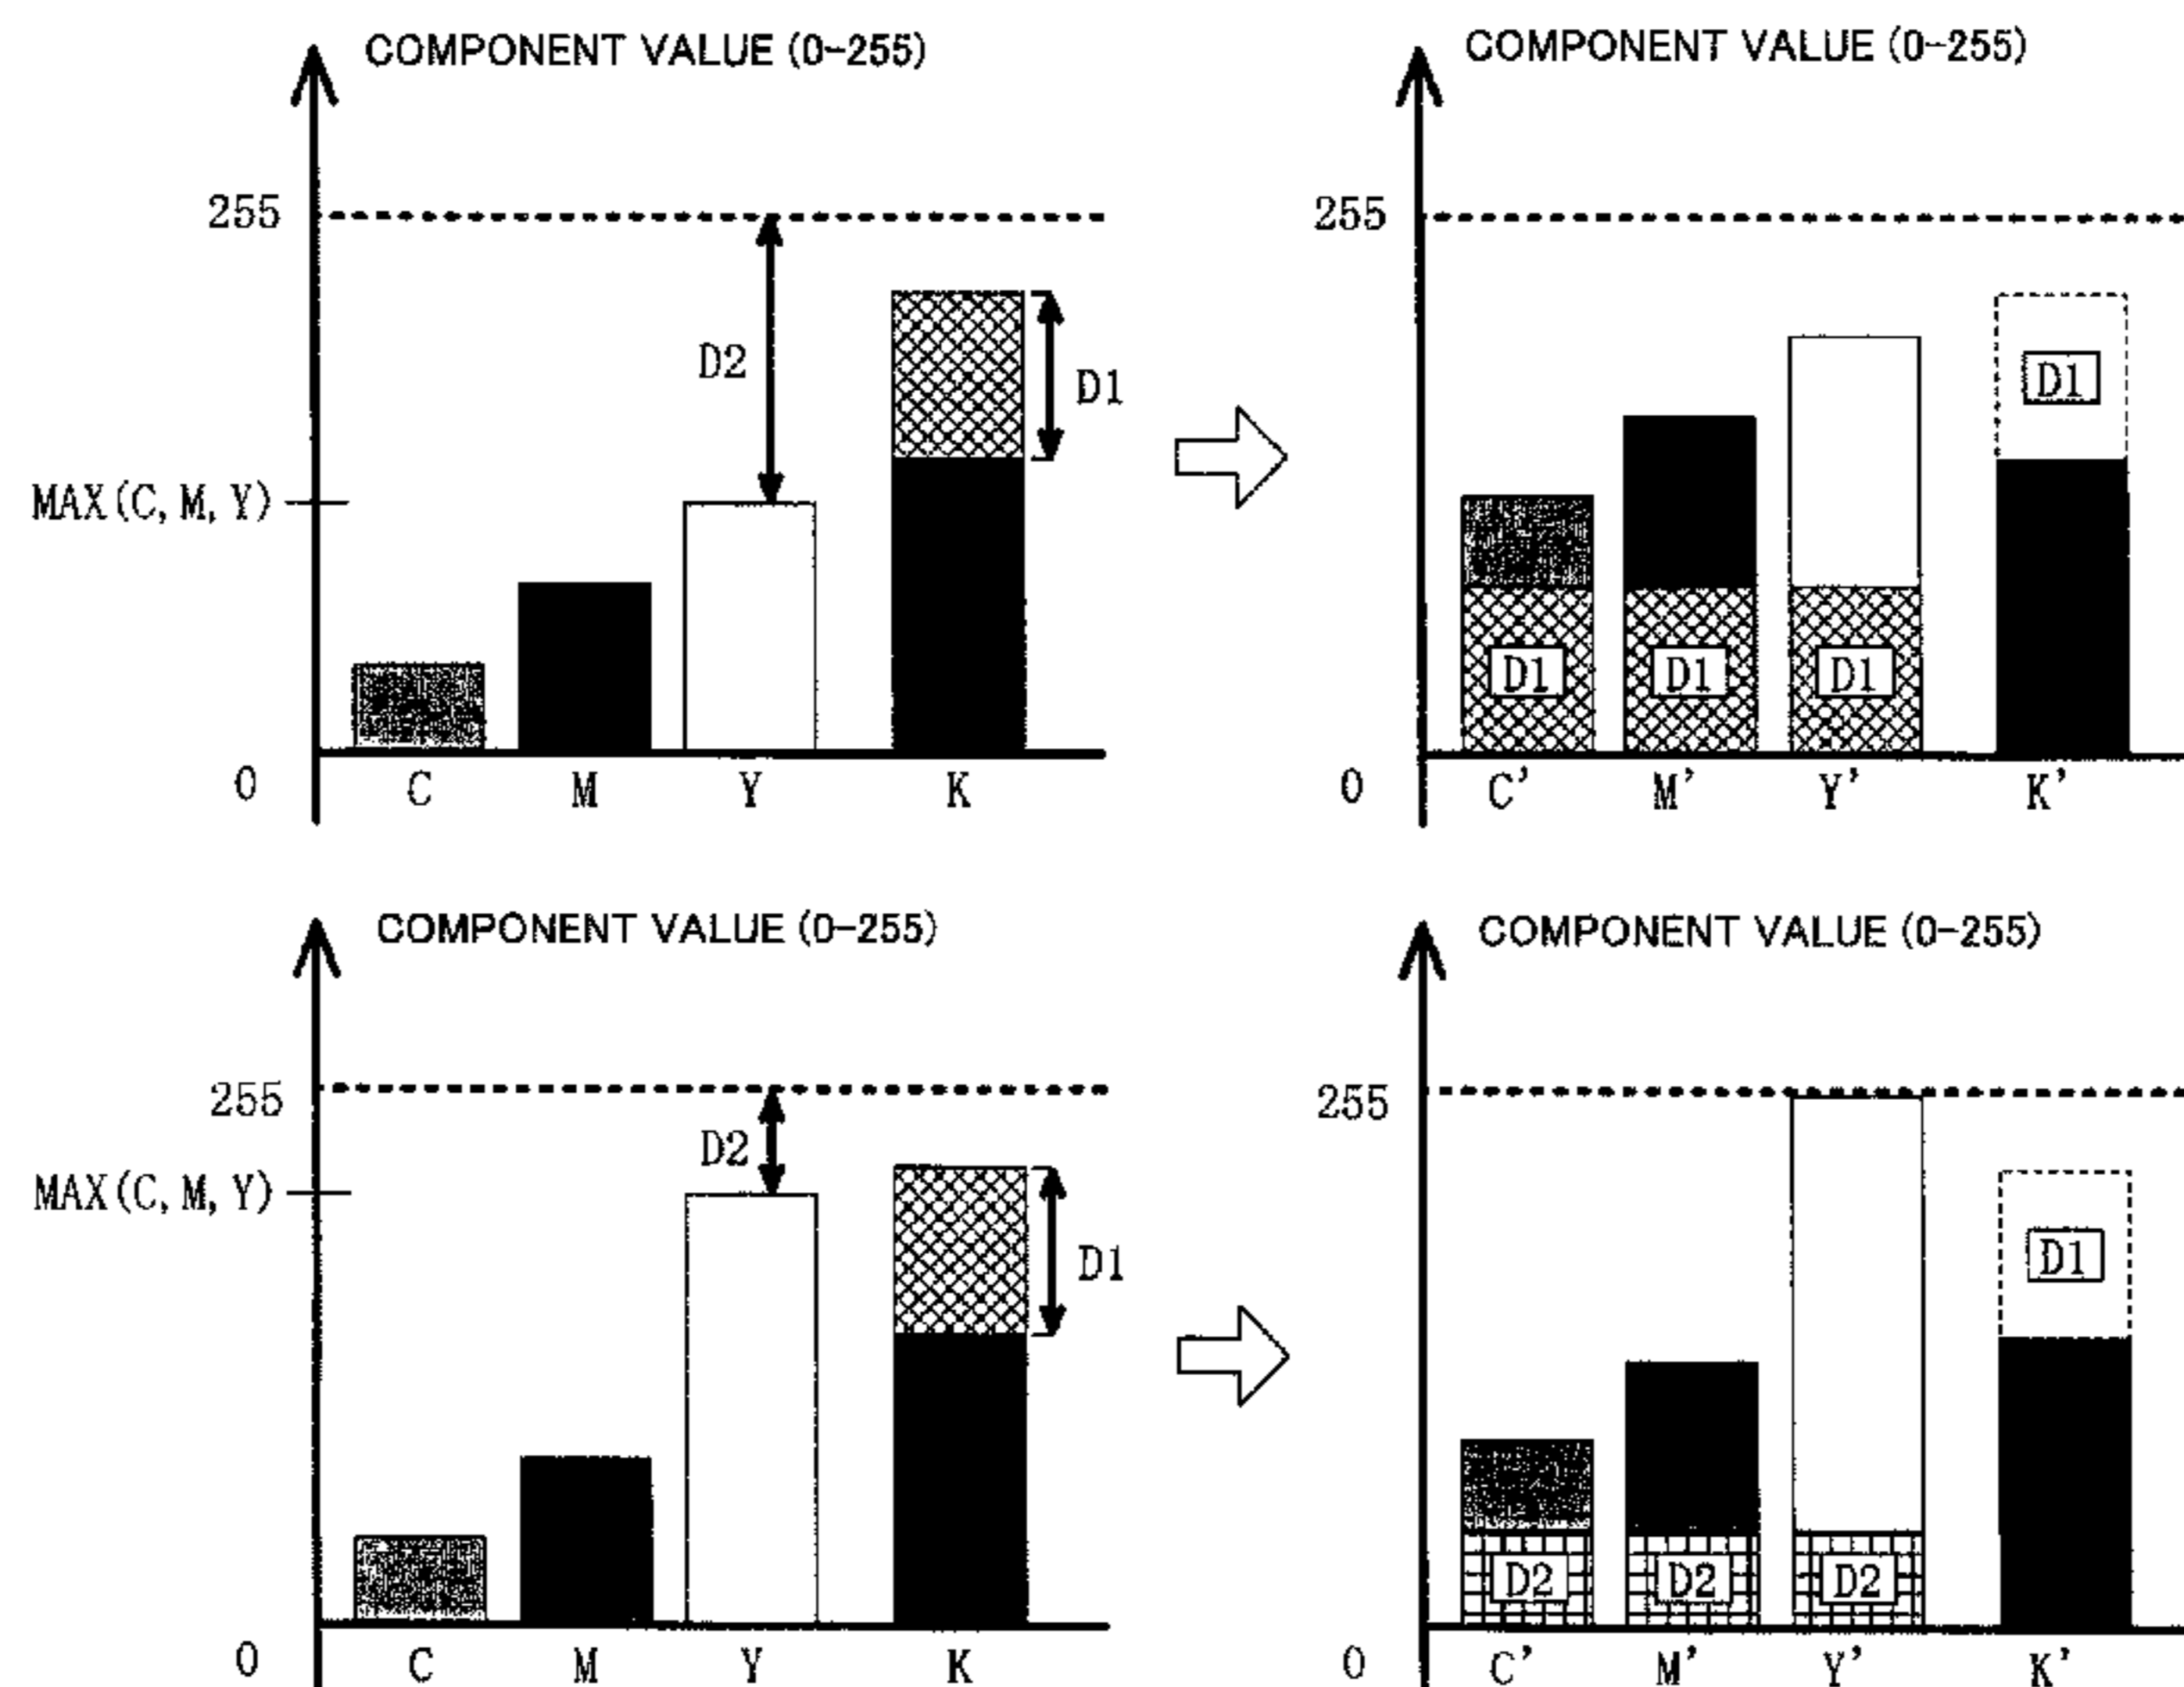 COMPONENT VALUE (0-255)
255
D2
D1
MAX(C, M, Y)
0
C M Y K
COMPONENT VALUE (0-255)
255
D1
D1 D1 D1
0
C' M' Y' K'
COMPONENT VALUE (0-255)
255
D2
MAX(C, M, Y)
D1
0
C M Y K
COMPONENT VALUE (0-255)
255
D1
D2 D2 D2
0
C' M' Y' K'